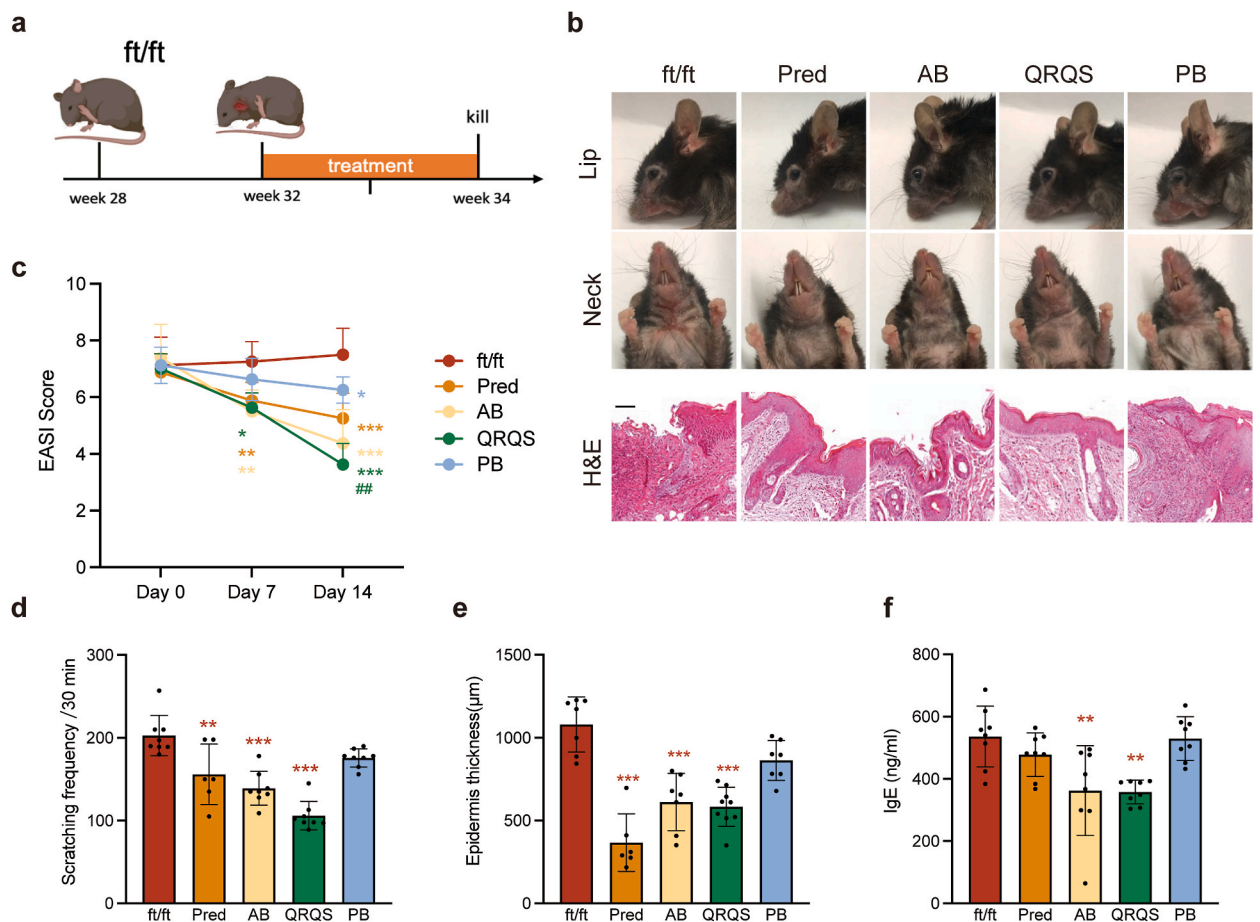 a
ft/ft
kill
treatment
week 28
week 32
week 34
b
ft/ft
Pred
AB
QRQS
PB
Lip
Neck
H&E
c
EASI Score
10
8
6
4
2
0
Day 0
Day 7
Day 14
*
**
**
*
***
***
***
##
ft/ft
Pred
AB
QRQS
PB
d
Scratching frequency /30 min
300
200
100
0
**
***
***
ft/ft
Pred
AB
QRQS
PB
e
Epidermis thickness(μm)
1500
1000
500
0
***
***
***
ft/ft
Pred
AB
QRQS
PB
f
IgE (ng/ml)
800
600
400
200
0
**
**
ft/ft
Pred
AB
QRQS
PB